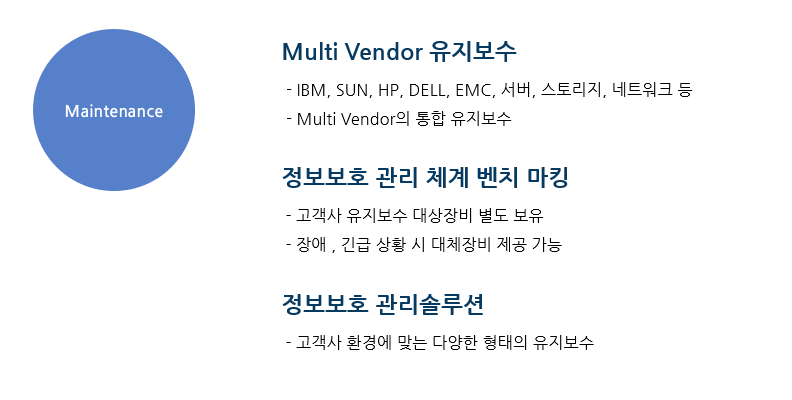 Maintenance
Multi Vendor 유지보수
- IBM, SUN, HP, DELL, EMC, 서버, 스토리지, 네트워크 등
- Multi Vendor의 통합 유지보수
정보보호 관리 체계 벤치 마킹
- 고객사 유지보수 대상장비 별도 보유
- 장애 , 긴급 상황 시 대체장비 제공 가능
정보보호 관리솔루션
- 고객사 환경에 맞는 다양한 형태의 유지보수